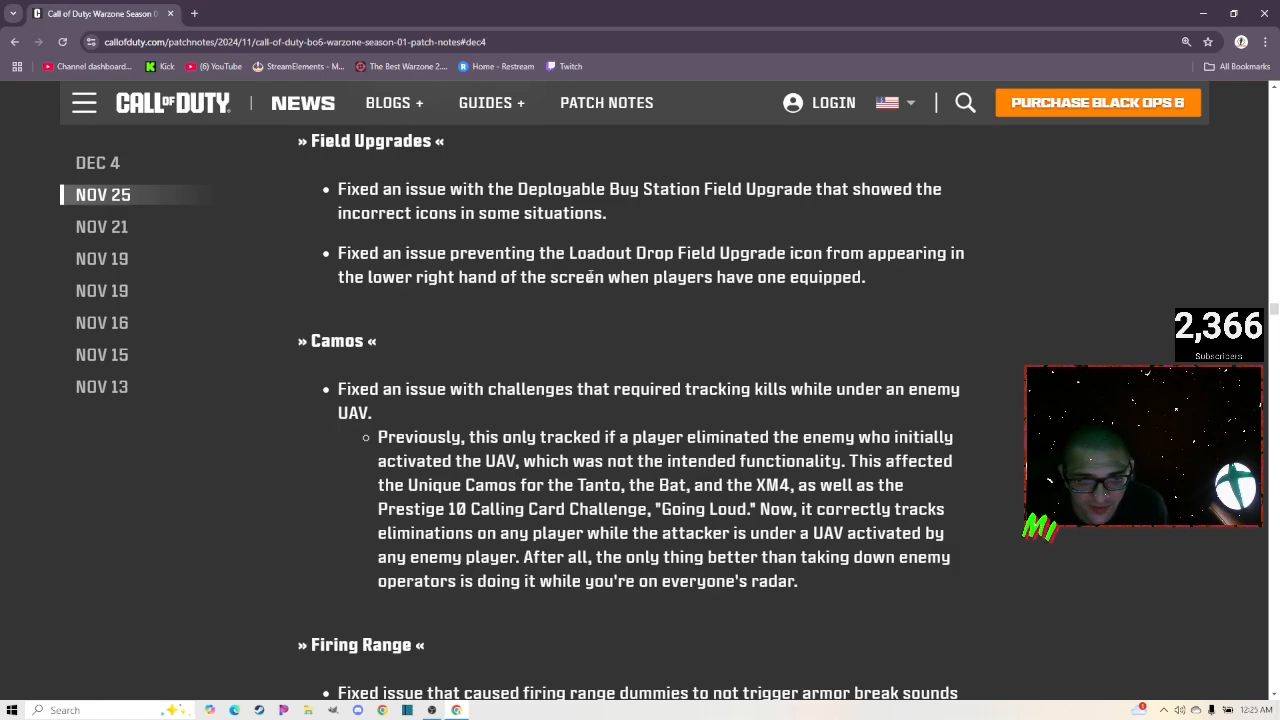 Call of Duty: Warzone Season 0
callofduty.com/patchnotes/2024/11/call-of-duty-bo6-warzone-season-01-patch-notes#dec4
Channel dashboard...
Kick
(6) YouTube
StreamElements - M...
The Best Warzone 2...
Home - Restream
Twitch
All Bookmarks
CALL OF DUTY
NEWS
BLOGS +
GUIDES +
PATCH NOTES
LOGIN
PURCHASE BLACK OPS 6
DEC 4
NOV 25
NOV 21
NOV 19
NOV 19
NOV 16
NOV 15
NOV 13
» Field Upgrades «
• Fixed an issue with the Deployable Buy Station Field Upgrade that showed the
incorrect icons in some situations.
• Fixed an issue preventing the Loadout Drop Field Upgrade icon from appearing in
the lower right hand of the screen when players have one equipped.
» Camos «
• Fixed an issue with challenges that required tracking kills while under an enemy
UAV.
Previously, this only tracked if a player eliminated the enemy who initially
activated the UAV, which was not the intended functionality. This affected
the Unique Camos for the Tanto, the Bat, and the XM4, as well as the
Prestige 10 Calling Card Challenge, "Going Loud." Now, it correctly tracks
eliminations on any player while the attacker is under a UAV activated by
any enemy player. After all, the only thing better than taking down enemy
operators is doing it while you're on everyone's radar.
» Firing Range «
• Fixed issue that caused firing range dummies to not trigger armor break sounds
2,366
Subscribers
MI
Search
12:25 AM